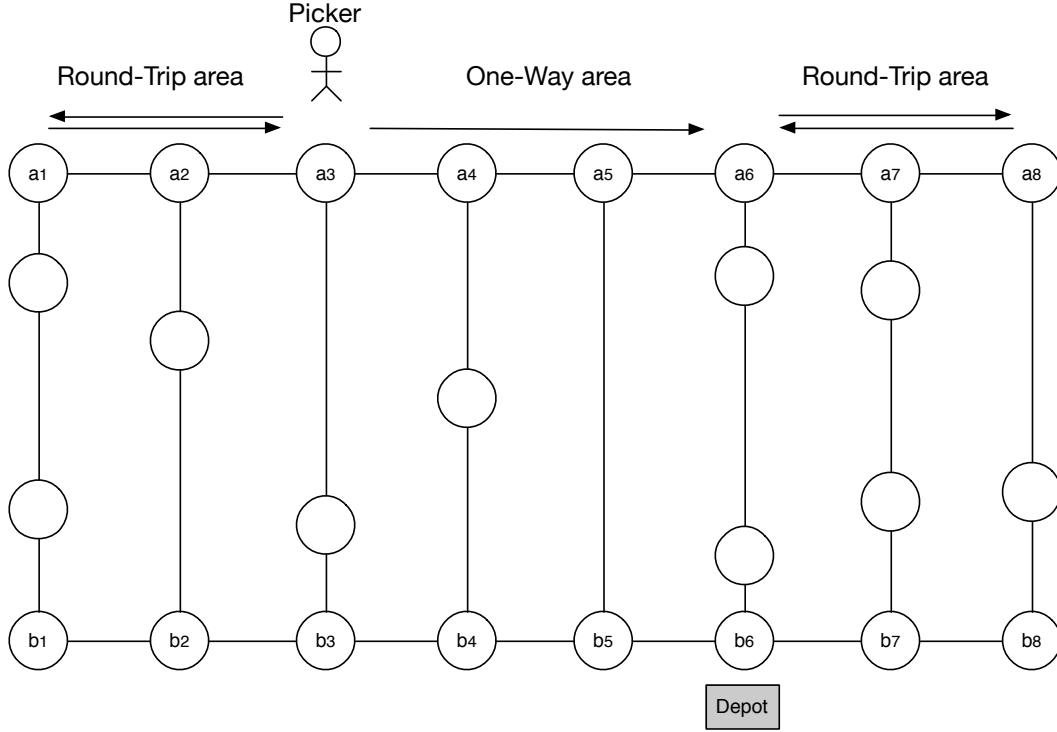 Picker
Round-Trip area
One-Way area
Round-Trip area
a1 a2 a3 a4 a5 a6 a7 a8
b1 b2 b3 b4 b5 b6 b7 b8
Depot